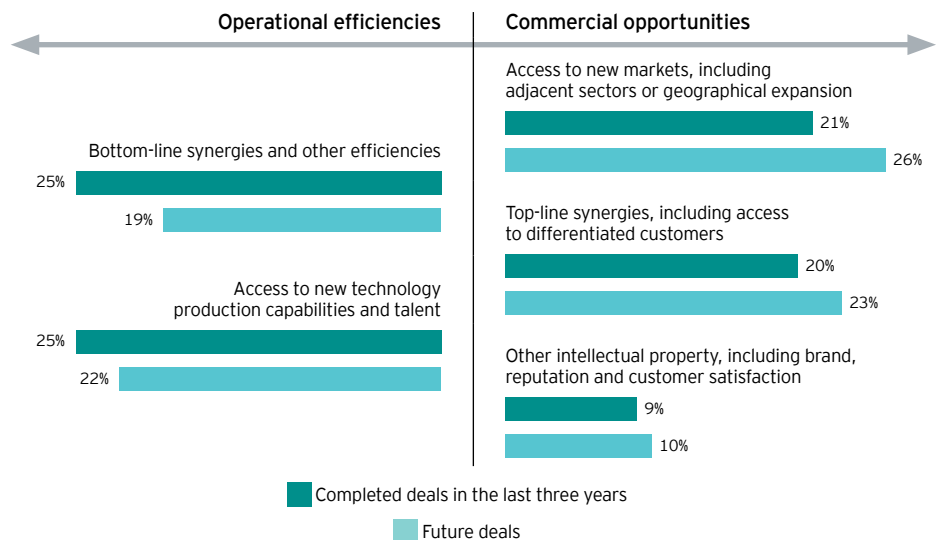 Operational efficiencies
Commercial opportunities
Bottom-line synergies and other efficiencies
25%
19%
Access to new technology
production capabilities and talent
25%
22%
Access to new markets, including
adjacent sectors or geographical expansion
21%
26%
Top-line synergies, including access
to differentiated customers
20%
23%
Other intellectual property, including brand,
reputation and customer satisfaction
9%
10%
Completed deals in the last three years
Future deals